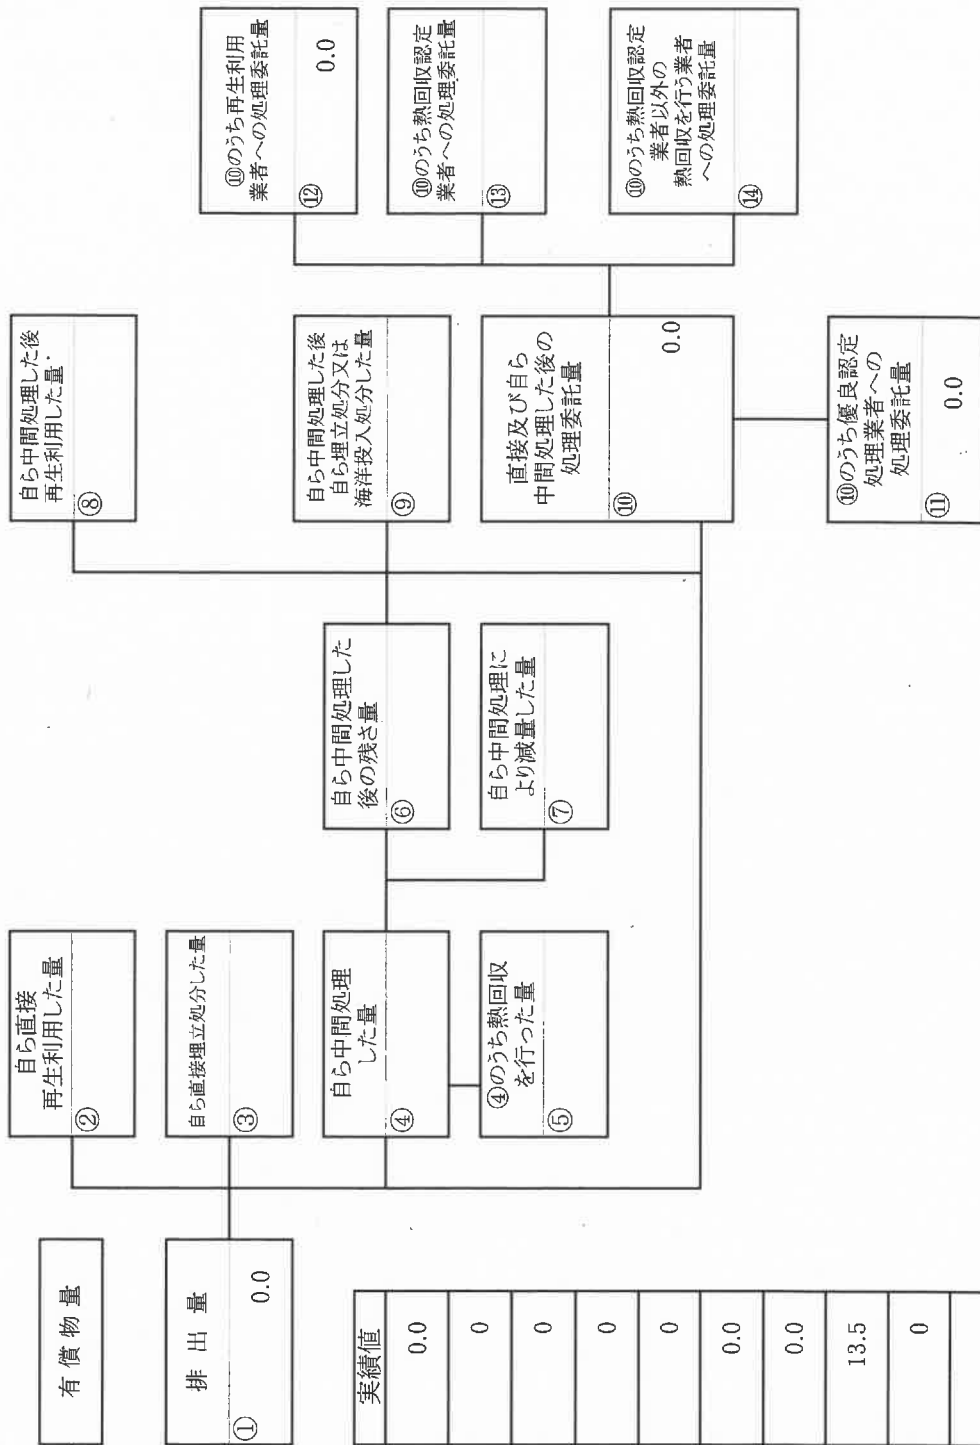 有 償 物 量
排 出 量
①
0.0
自ら直接
再生利用した量
②
自ら直接埋立処分した量
③
自ら中間処理
した量
④
④のうち熱回収
を行った量
⑤
自ら中間処理した
後の残さ量
⑥
自ら中間処理に
より減量した量
⑦
自ら中間処理した後
再生利用した量
⑧
自ら中間処理した後
自ら埋立処分又は
海洋投入処分した量
⑨
直接及び自ら
中間処理した後の
処理委託量
⑩
0.0
⑩のうち優良認定
処理業者への
処理委託量
⑪
0.0
⑩のうち再生利用
業者への処理委託量
⑫
0.0
⑩のうち熱回収認定
業者への処理委託量
⑬
⑩のうち熱回収認定
業者以外の
熱回収を行う業者
への処理委託量
⑭
実績値
0.0
0
0
0
0
0.0
0.0
13.5
0